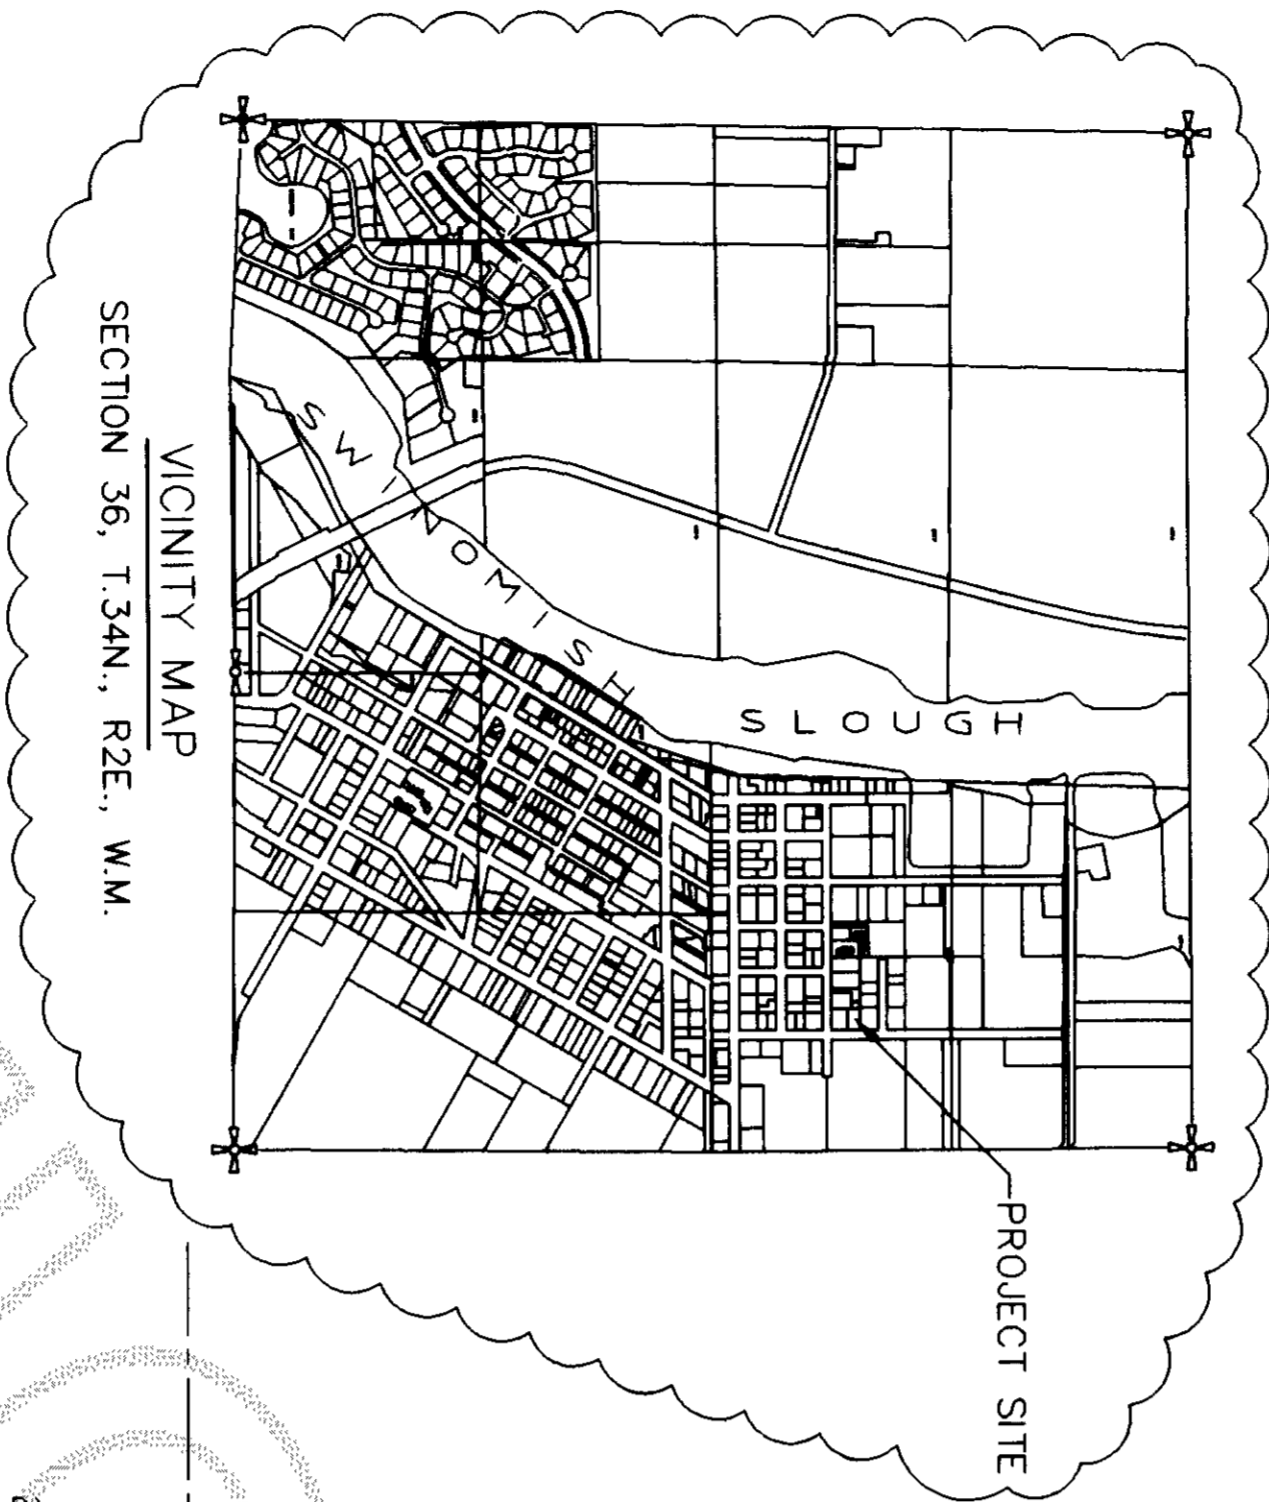 SWINOMISH
SLOUGH
PROJECT SITE
VICINITY MAP
SECTION 36, T.34N., R2E., W.M.